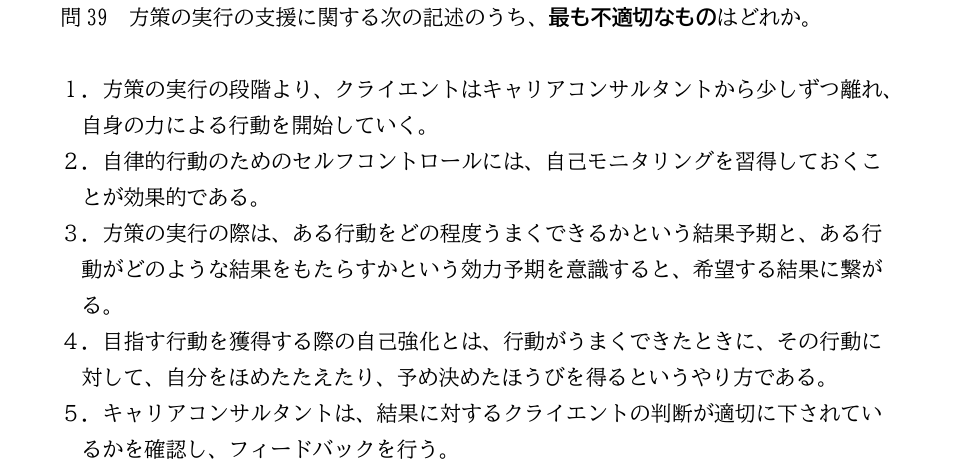 問 39　方策の実行の支援に関する次の記述のうち、最も不適切なものはどれか。
１．方策の実行の段階より、クライエントはキャリアコンサルタントから少しずつ離れ、
自身の力による行動を開始していく。
２．自律的行動のためのセルフコントロールには、自己モニタリングを習得しておくこ
とが効果的である。
３．方策の実行の際は、ある行動をどの程度うまくできるかという結果予期と、ある行
動がどのような結果をもたらすかという効力予期を意識すると、希望する結果に繋が
る。
４．目指す行動を獲得する際の自己強化とは、行動がうまくできたときに、その行動に
対して、自分をほめたたえたり、予め決めたほうびを得るというやり方である。
５．キャリアコンサルタントは、結果に対するクライエントの判断が適切に下されてい
るかを確認し、フィードバックを行う。